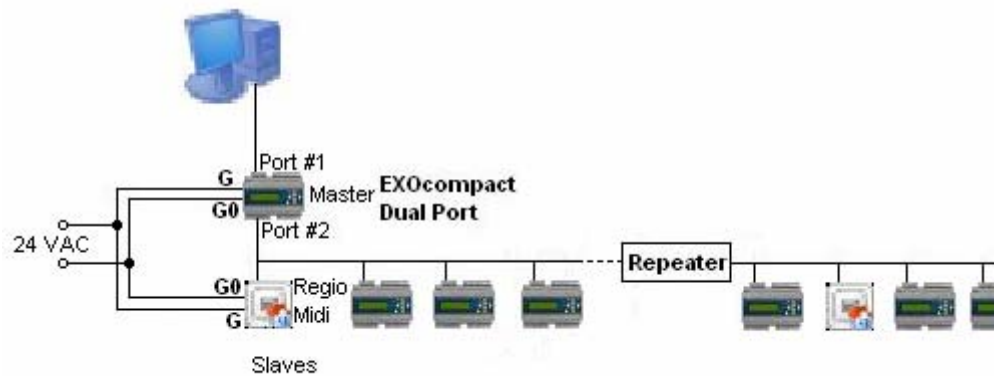 Port #1
G
Master
EXOcompact
Dual Port
G0
Port #2
24 VAC
Repeater
G0
Regio
Midi
G
Slaves